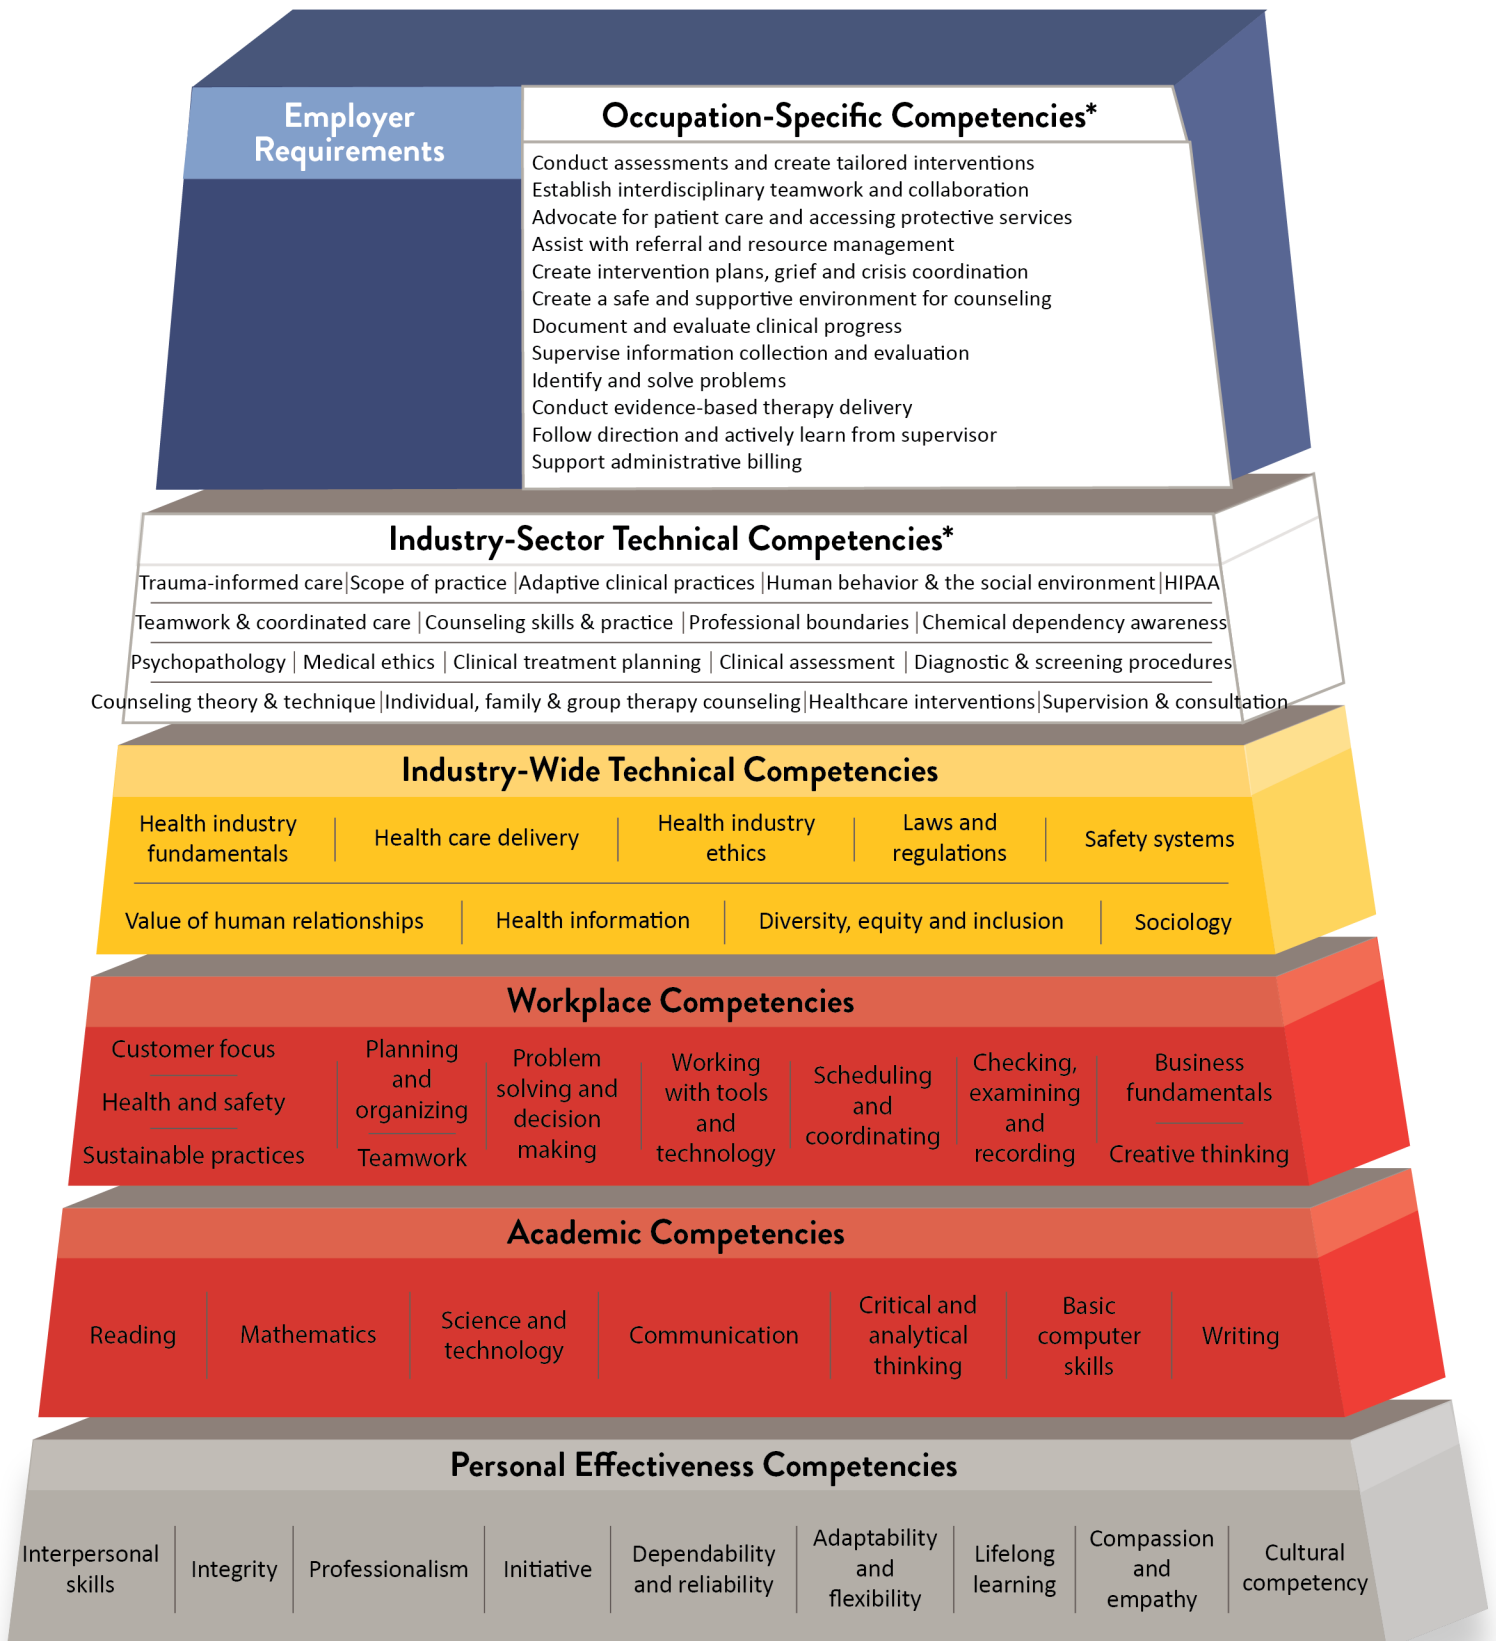 Employer
Requirements
Occupation-Specific Competencies*
Conduct assessments and create tailored interventions
Establish interdisciplinary teamwork and collaboration
Advocate for patient care and accessing protective services
Assist with referral and resource management
Create intervention plans, grief and crisis coordination
Create a safe and supportive environment for counseling
Document and evaluate clinical progress
Supervise information collection and evaluation
Identify and solve problems
Conduct evidence-based therapy delivery
Follow direction and actively learn from supervisor
Support administrative billing
Industry-Sector Technical Competencies*
Trauma-informed care|Scope of practice |Adaptive clinical practices |Human behavior & the social environment|HIPAA
Teamwork & coordinated care |Counseling skills & practice |Professional boundaries |Chemical dependency awareness
Psychopathology | Medical ethics | Clinical treatment planning | Clinical assessment | Diagnostic & screening procedures
Counseling theory & technique|Individual, family & group therapy counseling|Healthcare interventions|Supervision & consultation
Industry-Wide Technical Competencies
Health industry
fundamentals
Health care delivery
Health industry
ethics
Laws and
regulations
Safety systems
Value of human relationships
Health information
Diversity, equity and inclusion
Sociology
Workplace Competencies
Customer focus
Health and safety
Sustainable practices
Planning
and
organizing
Teamwork
Problem
solving and
decision
making
Working
with tools
and
technology
Scheduling
and
coordinating
Checking,
examining
and
recording
Business
fundamentals
Creative thinking
Academic Competencies
Reading
Mathematics
Science and
technology
Communication
Critical and
analytical
thinking
Basic
computer
skills
Writing
Personal Effectiveness Competencies
Interpersonal
skills
Integrity
Professionalism
Initiative
Dependability
and reliability
Adaptability
and
flexibility
Lifelong
learning
Compassion
and
empathy
Cultural
competency